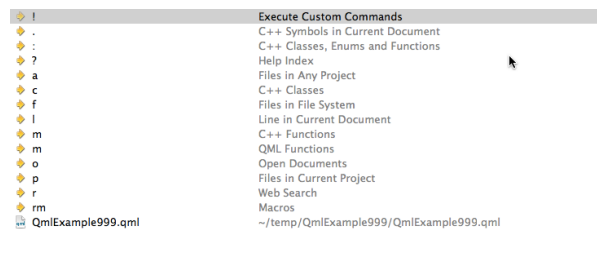 ! Execute Custom Commands
. C++ Symbols in Current Document
: C++ Classes, Enums and Functions
? Help Index
a Files in Any Project
c C++ Classes
f Files in File System
l Line in Current Document
m C++ Functions
m QML Functions
o Open Documents
p Files in Current Project
r Web Search
rm Macros
QmlExample999.qml ~/temp/QmlExample999/QmlExample999.qml